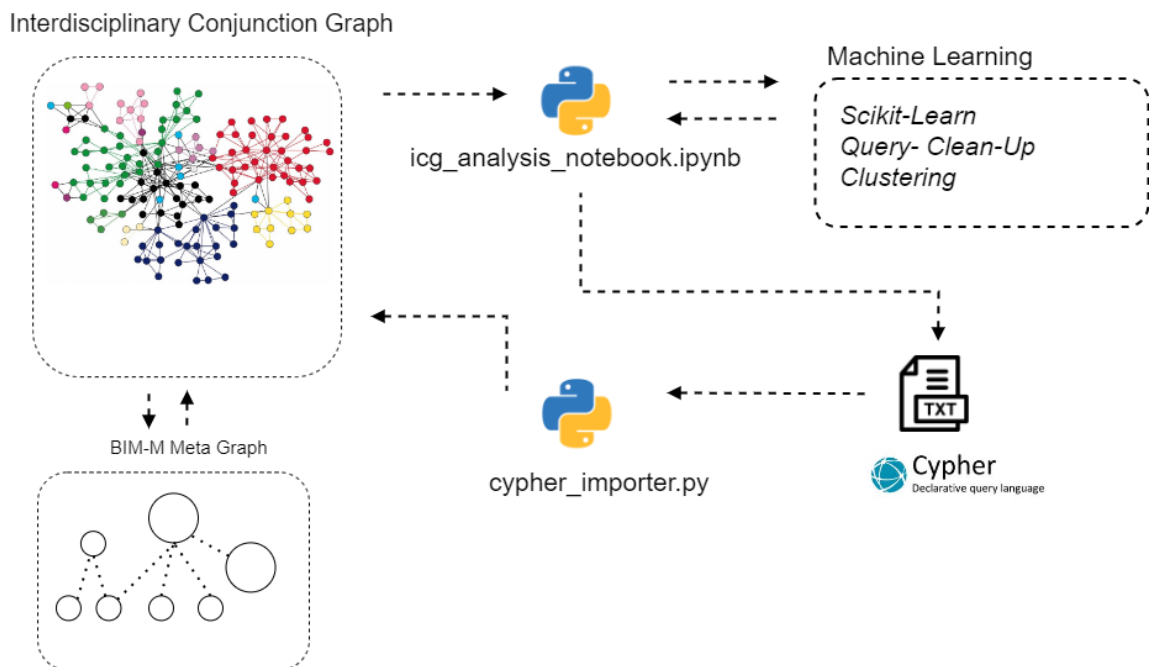 Interdisciplinary Conjunction Graph
Machine Learning
Scikit-Learn
Query- Clean-Up
Clustering
icg_analysis_notebook.ipynb
TXT
BIM-M Meta Graph
cypher_importer.py
Cypher
Declarative query language